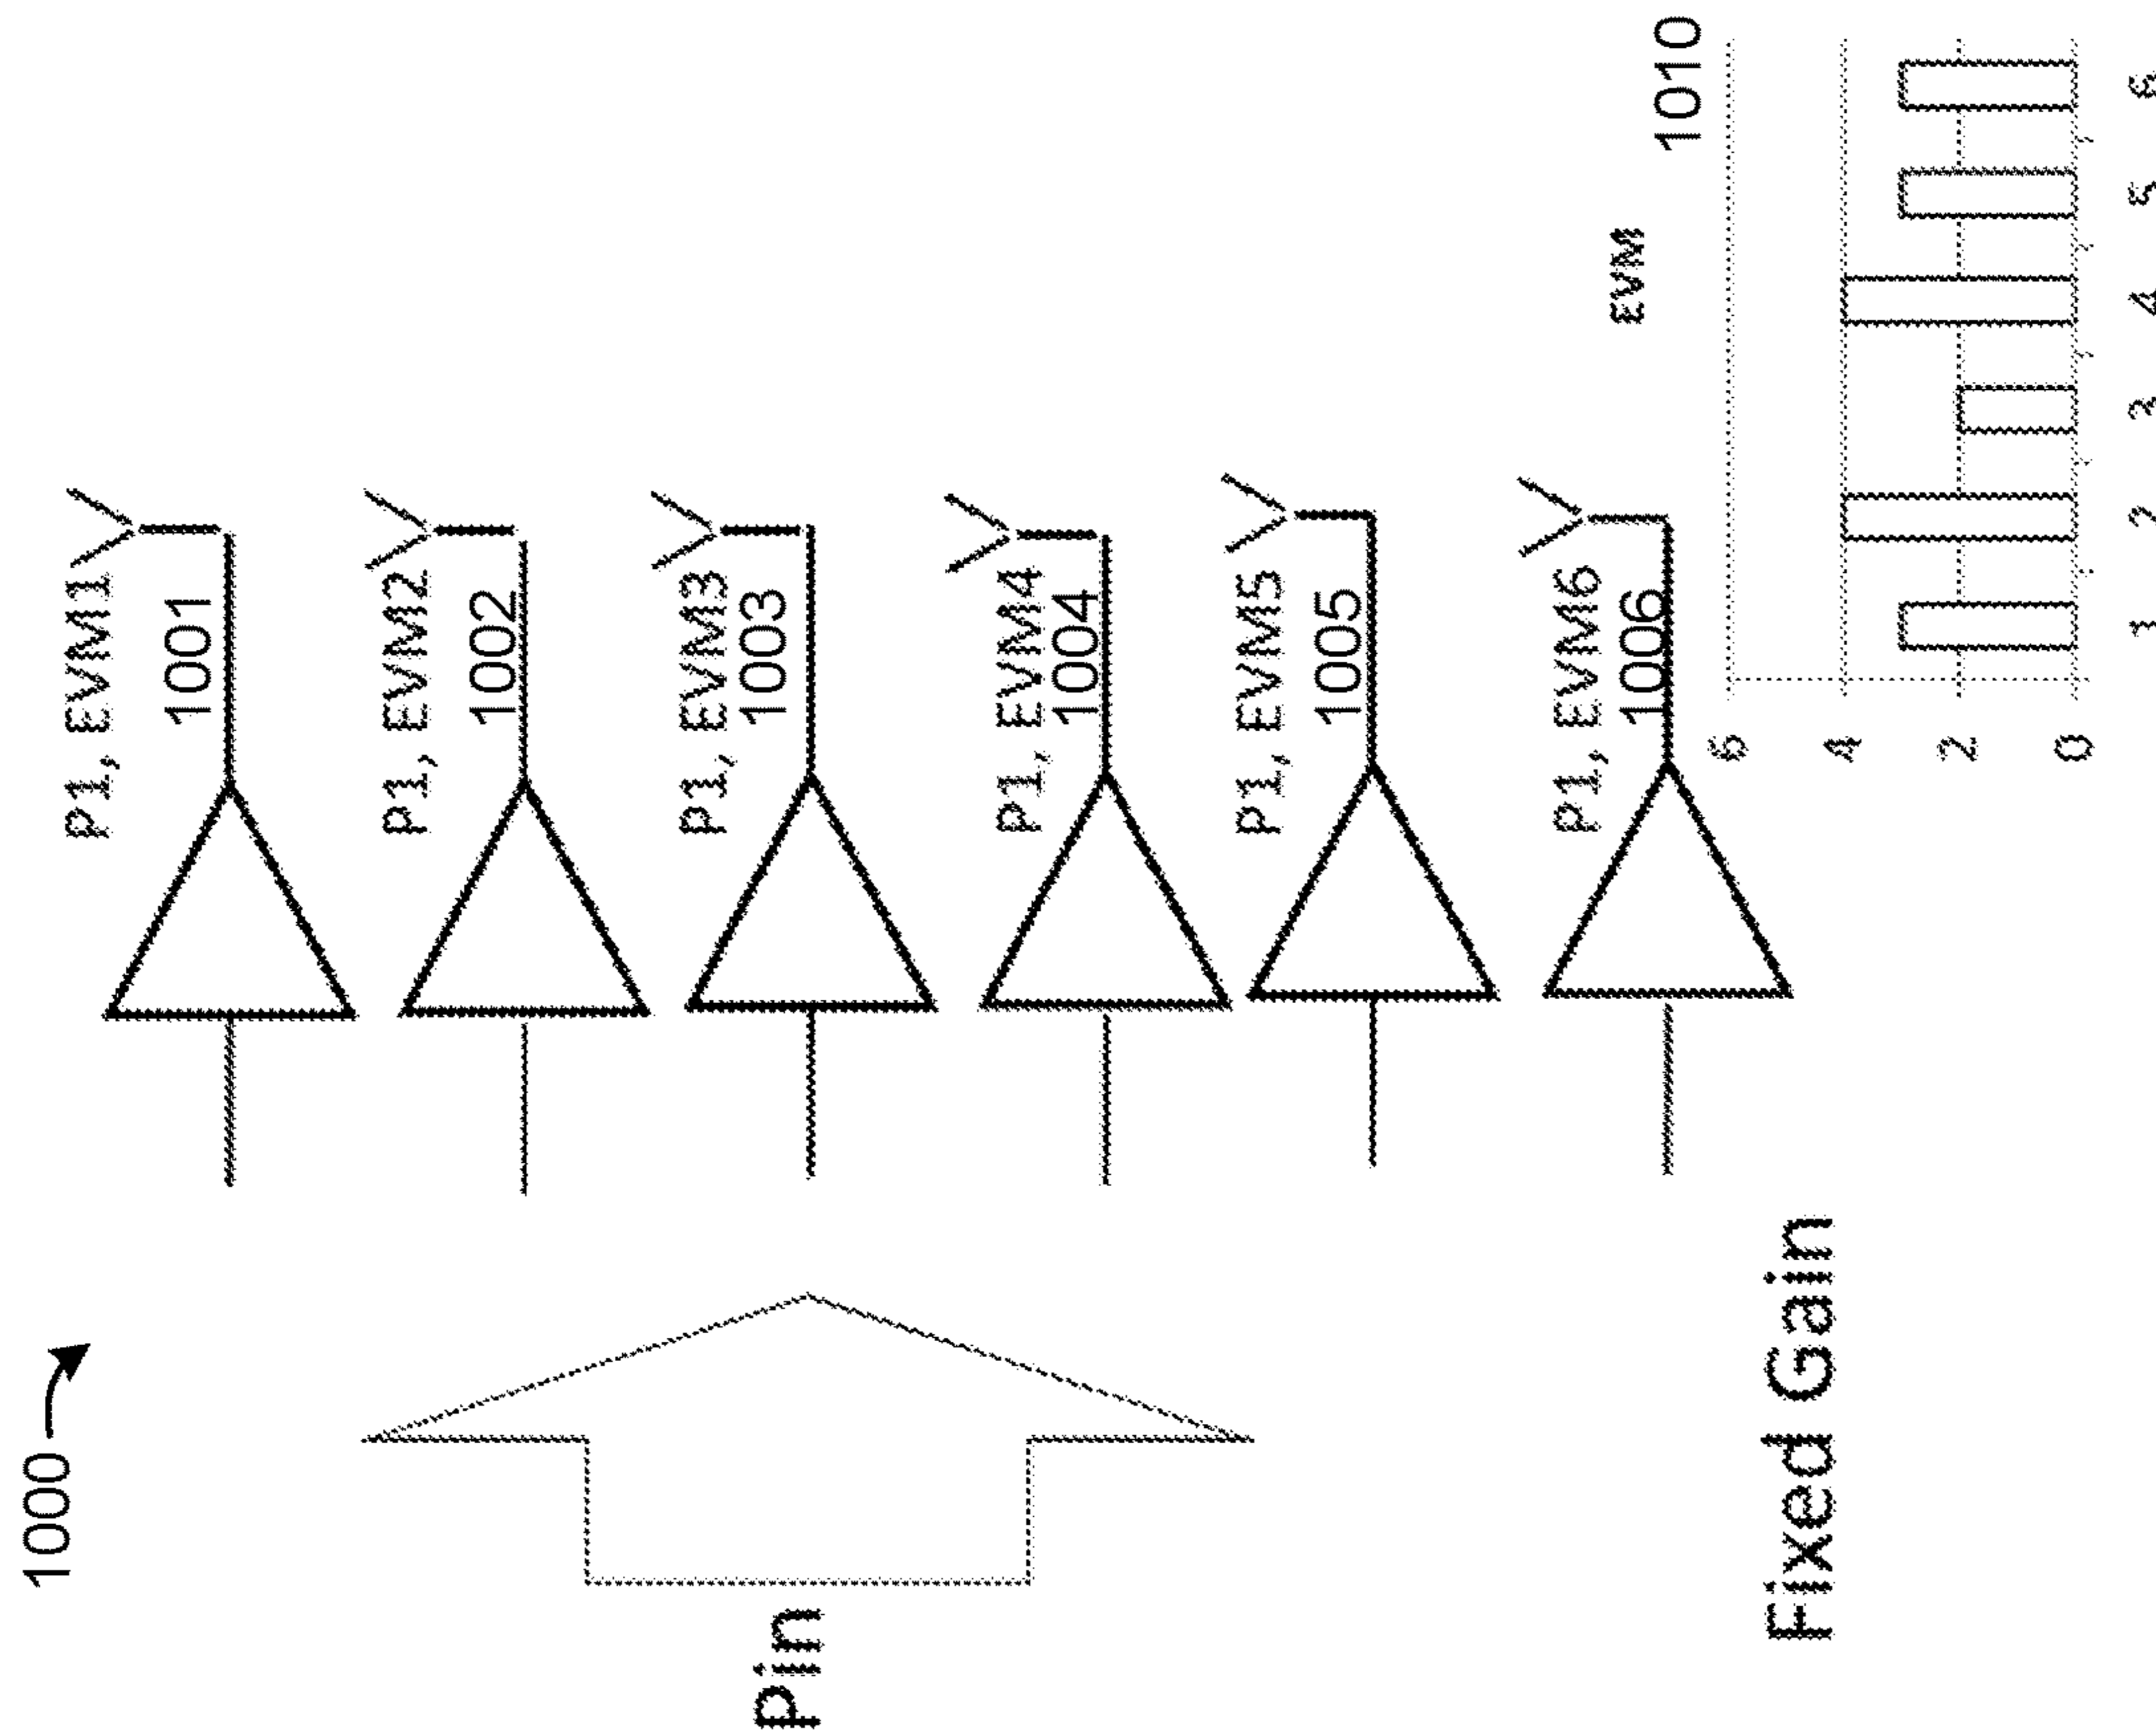 1000
P1, EVM1
1001
P1, EVM2
1002
P1, EVM3
1003
P1, EVM4
1004
P1, EVM5
1005
P1, EVM6
1006
Pin
Fixed Gain
1010
EVM
6
4
2
0
1 2 3 4 5 6